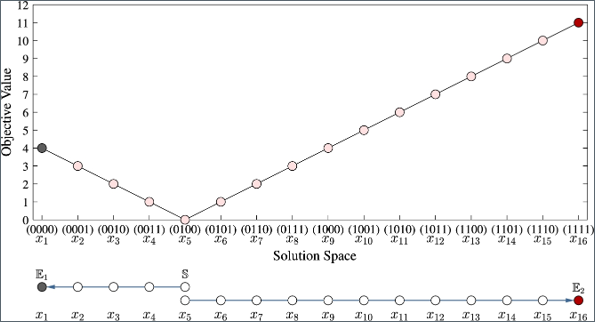 12
11
10
9
8
7
6
5
4
3
2
1
0
Objective Value
(0000) (0001) (0010) (0011) (0100) (0101) (0110) (0111) (1000) (1001) (1010) (1011) (1100) (1101) (1110) (1111)
x₁ x₂ x₃ x₄ x₅ x₆ x₇ x₈ x₉ x₁₀ x₁₁ x₁₂ x₁₃ x₁₄ x₁₅ x₁₆
Solution Space
𝔼₁ 𝕊 𝔼₂
x₁ x₂ x₃ x₄ x₅ x₆ x₇ x₈ x₉ x₁₀ x₁₁ x₁₂ x₁₃ x₁₄ x₁₅ x₁₆